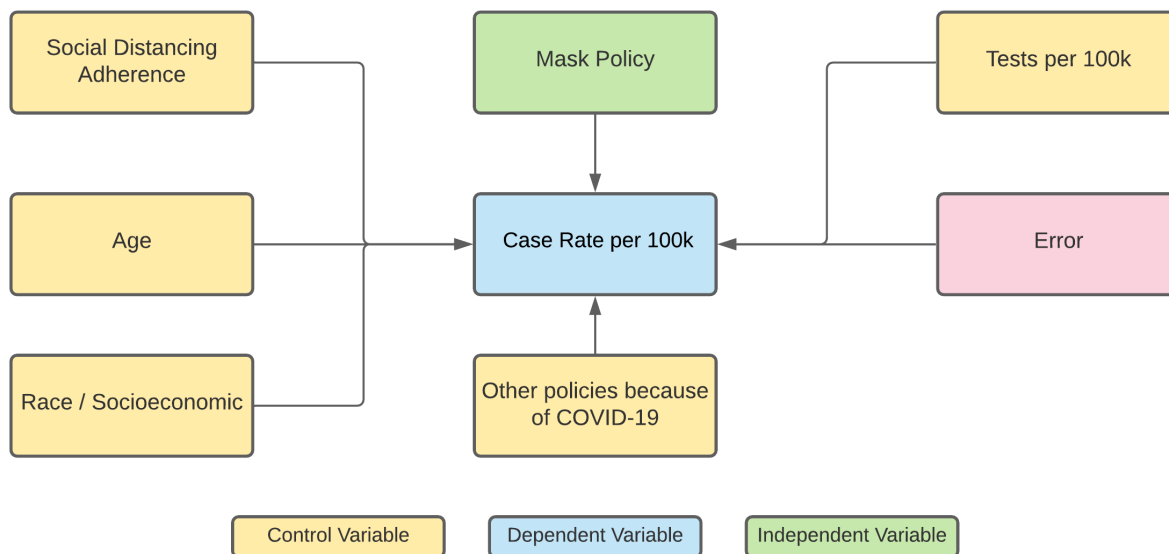 Social Distancing
Adherence
Mask Policy
Tests per 100k
Age
Case Rate per 100k
Error
Race / Socioeconomic
Other policies because
of COVID-19
Control Variable
Dependent Variable
Independent Variable